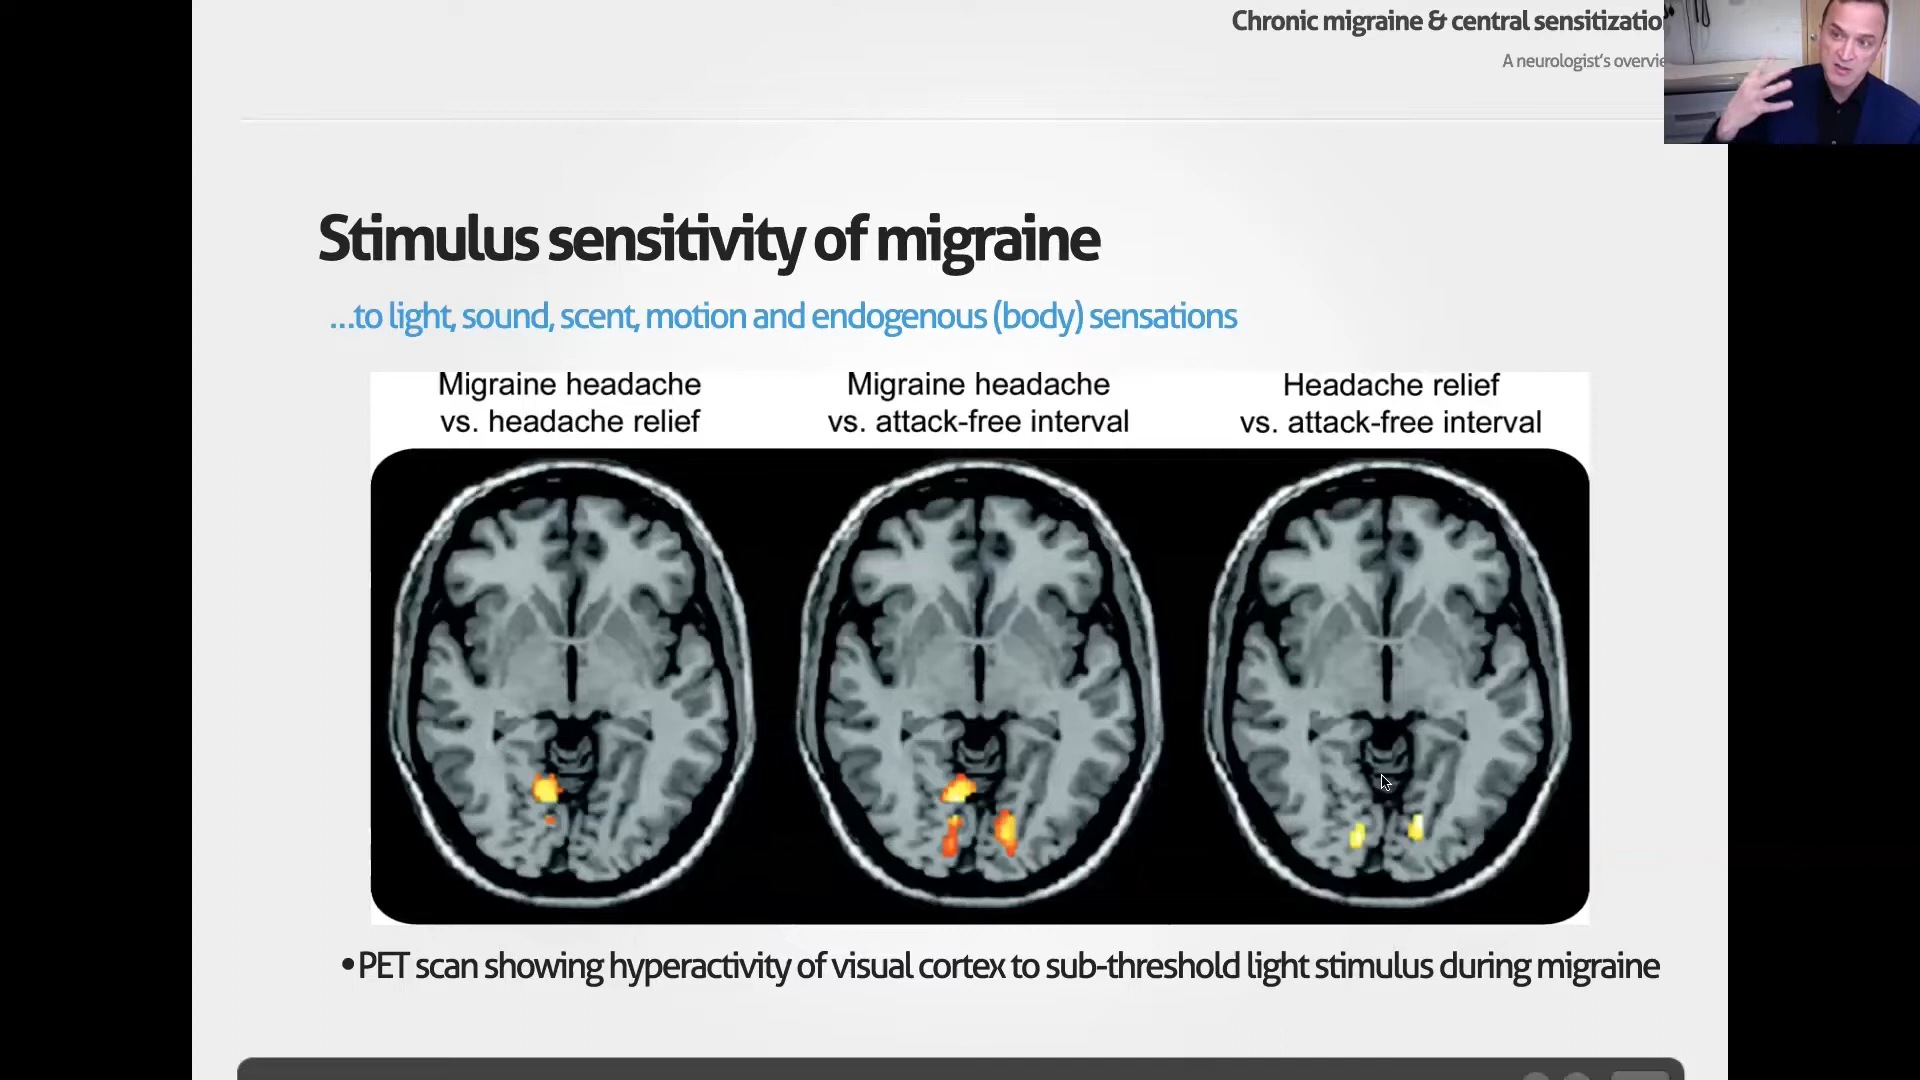 Chronic migraine & central sensitizatio
A neurologist's overvie
Stimulus sensitivity of migraine
...to light, sound, scent, motion and endogenous (body) sensations
Migraine headache
vs. headache relief
Migraine headache
vs. attack-free interval
Headache relief
vs. attack-free interval
•PET scan showing hyperactivity of visual cortex to sub-threshold light stimulus during migraine